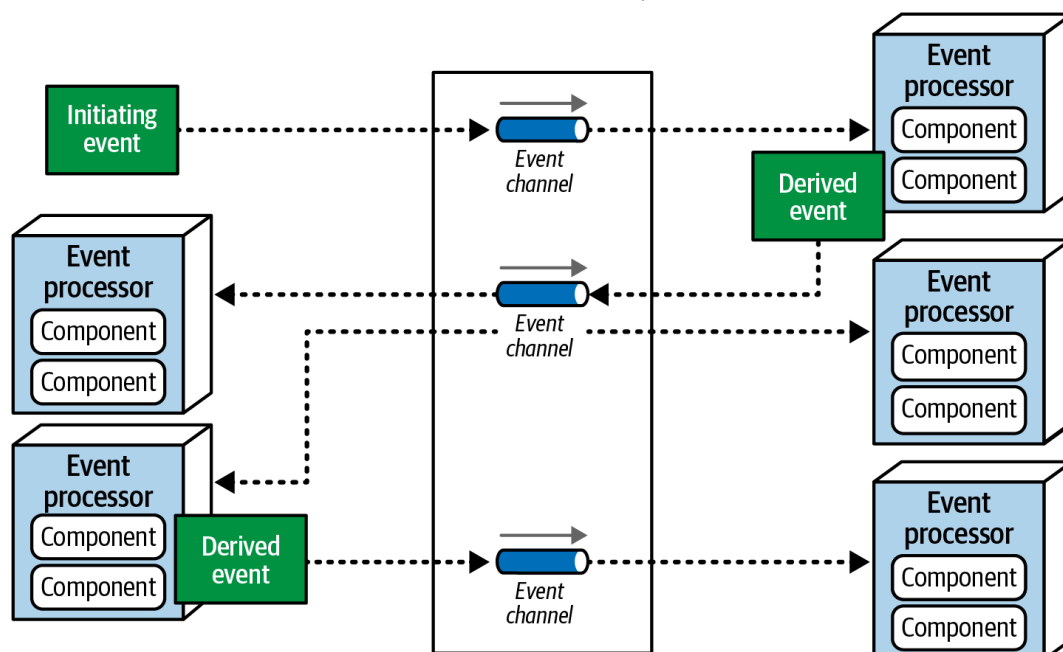 Initiating
event
Event
channel
Event
processor
Component
Component
Derived
event
Event
processor
Component
Component
Event
channel
Event
processor
Component
Component
Event
processor
Component
Component
Derived
event
Event
channel
Event
processor
Component
Component